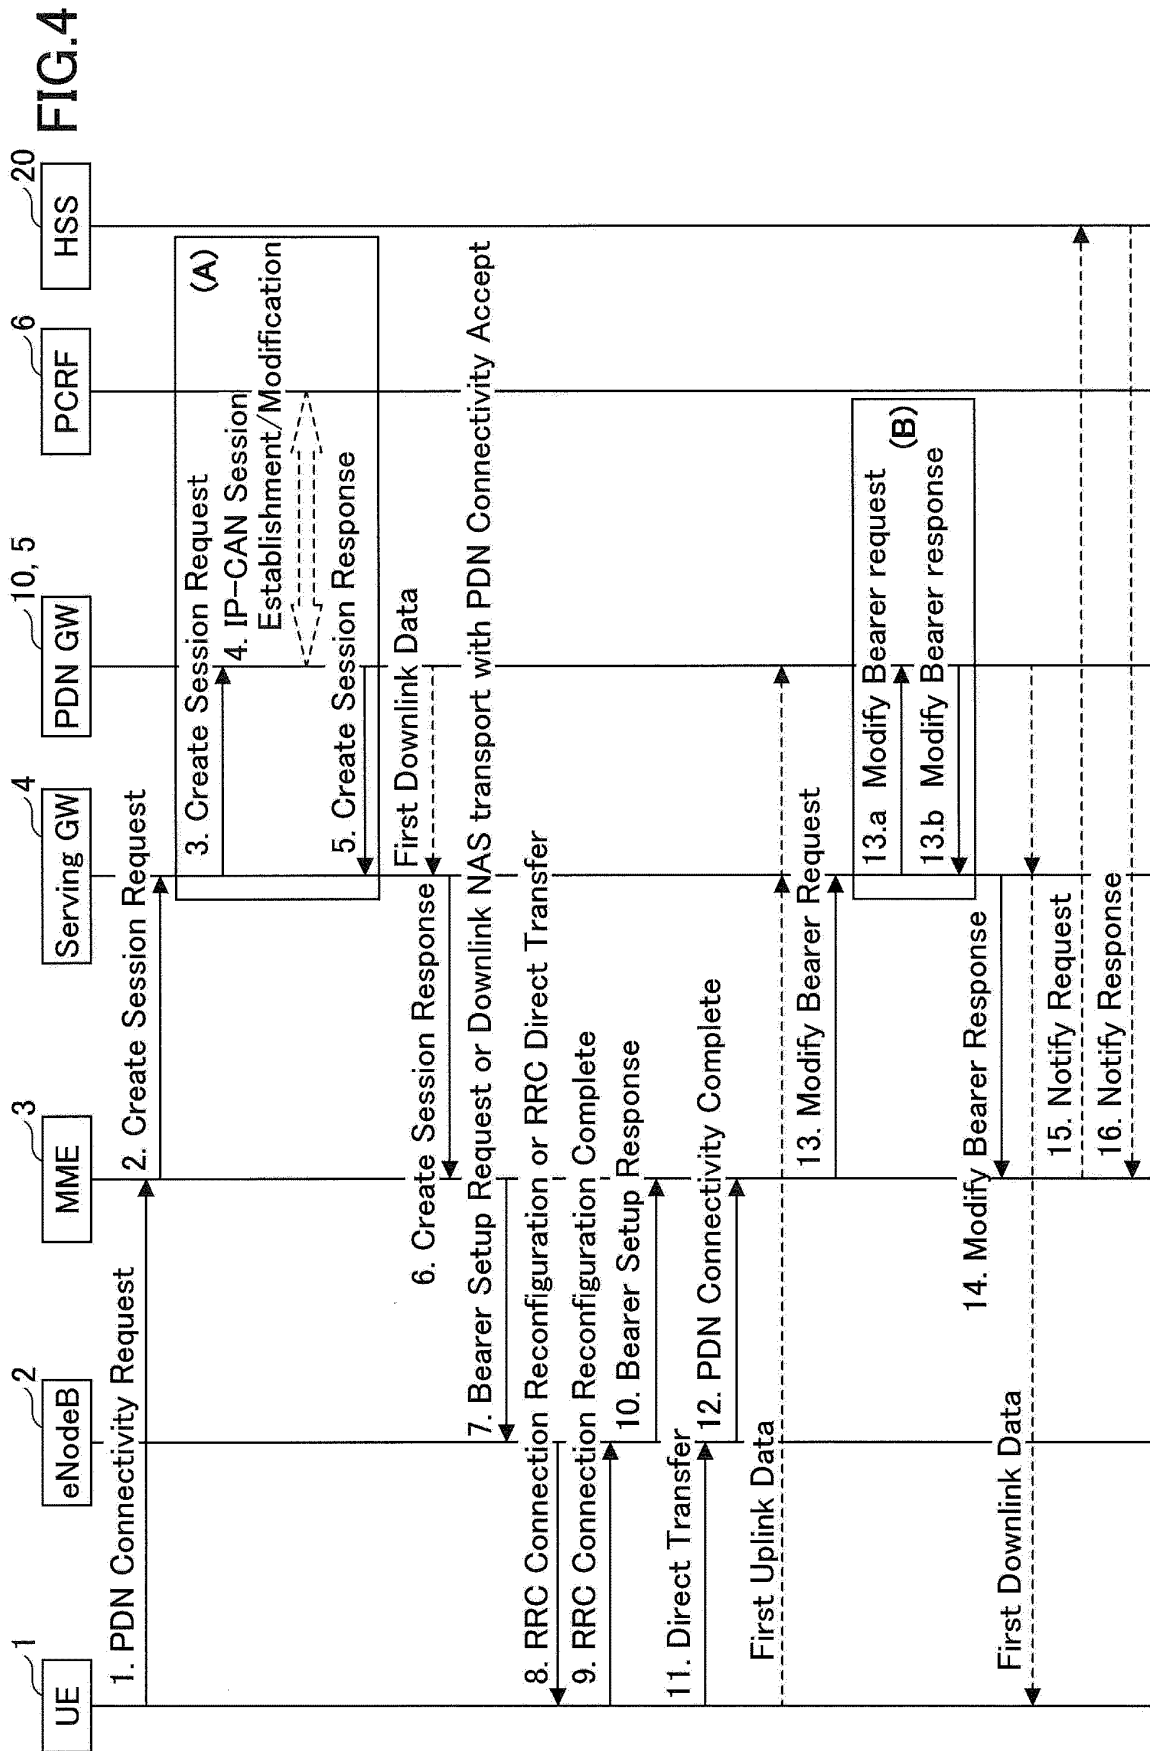 FIG.4
1
UE
2
eNodeB
3
MME
4
Serving GW
10, 5
PDN GW
6
PCRF
20
HSS
1. PDN Connectivity Request
2. Create Session Request
3. Create Session Request
(A)
4. IP-CAN Session
Establishment/Modification
5. Create Session Response
First Downlink Data
6. Create Session Response
7. Bearer Setup Request or Downlink NAS transport with PDN Connectivity Accept
8. RRC Connection Reconfiguration or RRC Direct Transfer
9. RRC Connection Reconfiguration Complete
10. Bearer Setup Response
11. Direct Transfer
12. PDN Connectivity Complete
First Uplink Data
13. Modify Bearer Request
13.a Modify Bearer request
(B)
13.b Modify Bearer response
14. Modify Bearer Response
First Downlink Data
15. Notify Request
16. Notify Response